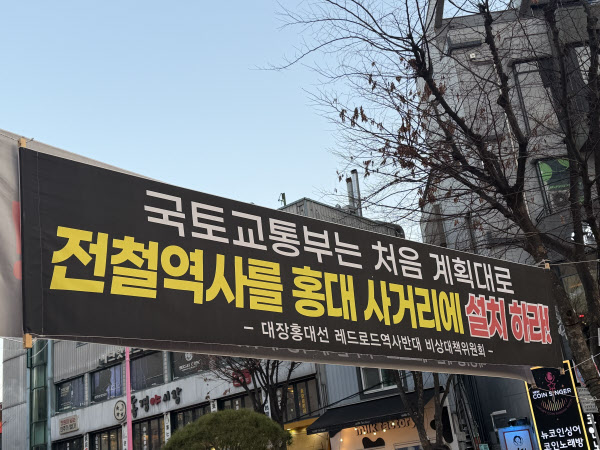 국토교통부는 처음 계획대로
전철역사를 홍대 사거리에 설치 하라!
– 대장홍대선 레드로드역사반대 비상대책위원회 –
COIN SINGER
뉴코인싱어
코인노래방